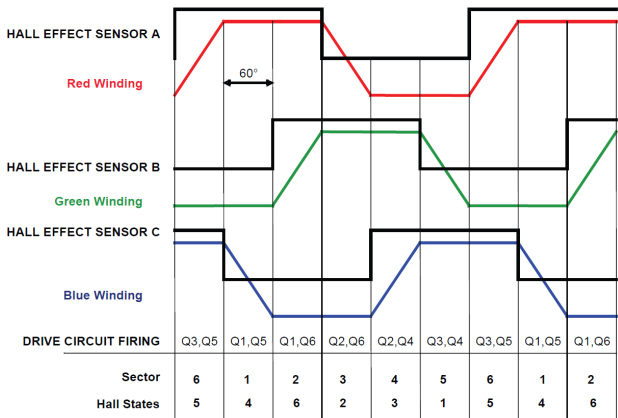 HALL EFFECT SENSOR A
Red Winding
60°
HALL EFFECT SENSOR B
Green Winding
HALL EFFECT SENSOR C
Blue Winding
DRIVE CIRCUIT FIRING Q3,Q5 Q1,Q5 Q1,Q6 Q2,Q6 Q2,Q4 Q3,Q4 Q3,Q5 Q1,Q5 Q1,Q6
Sector 6 1 2 3 4 5 6 1 2
Hall States 5 4 6 2 3 1 5 4 6